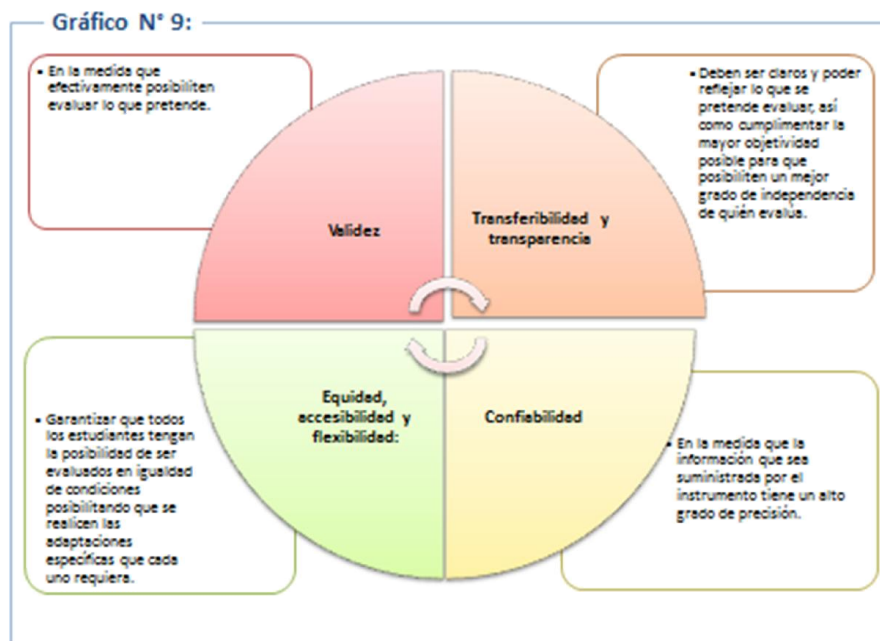 Gráfico N° 9:
• En la medida que
efectivamente posibiliten
evaluar lo que pretende.
• Deben ser claros y poder
reflejar lo que se
pretende evaluar, así
como cumplimentar la
mayor objetividad
posible para que
posibiliten un mejor
grado de independencia
de quién evalúa.
Validez
Transferibilidad y
transparencia
Equidad,
accesibilidad y
flexibilidad:
Confiabilidad
• Garantizar que todos
los estudiantes tengan
la posibilidad de ser
evaluados en igualdad
de condiciones
posibilitando que se
realicen las
adaptaciones
específicas que cada
uno requiera.
• En la medida que la
información que sea
suministrada por el
instrumento tiene un alto
grado de precisión.